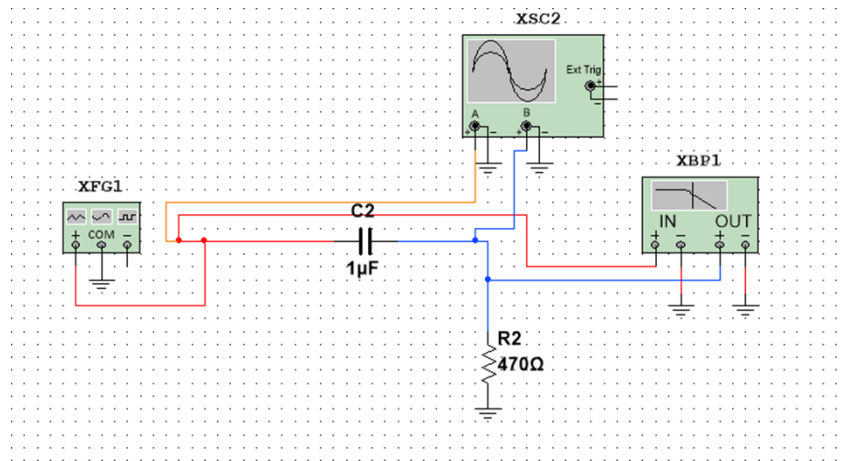 XSC2
Ext Trig
+
−
A
B
+ − + −
XBP1
IN OUT
+ − + −
XFG1
+ COM −
C2
1µF
R2
470Ω